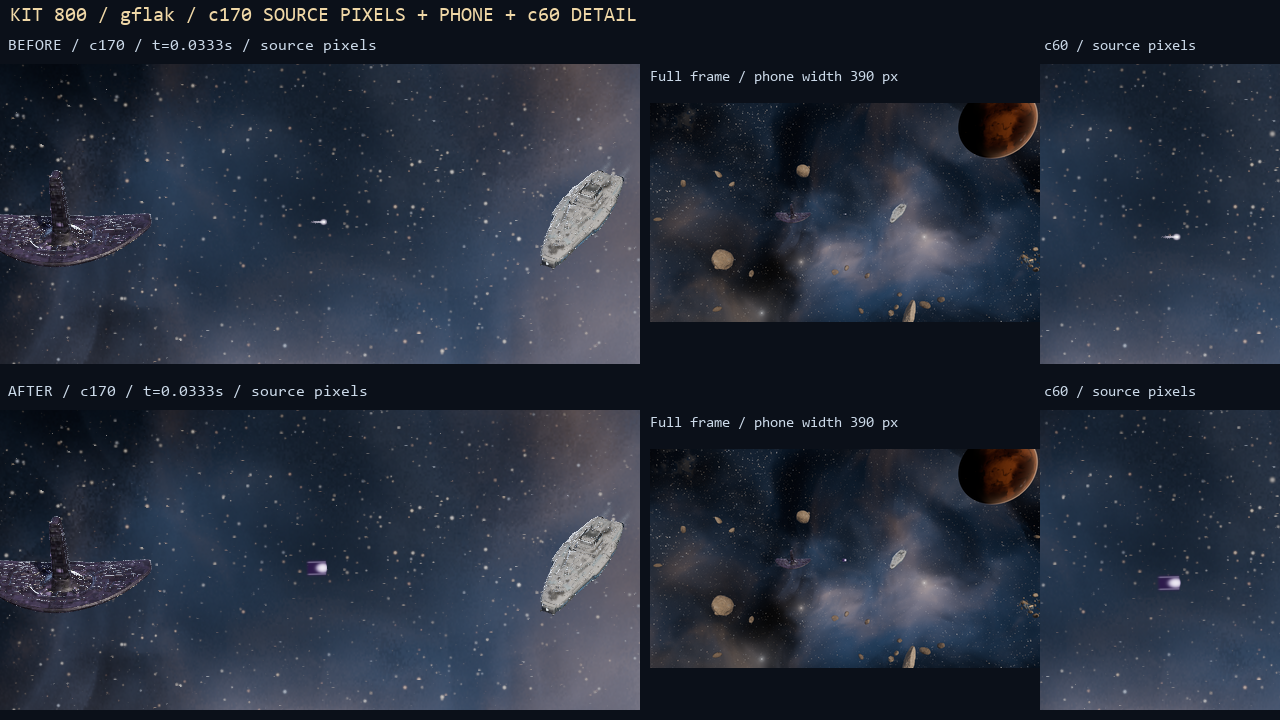 KIT 800 / gflak / c170 SOURCE PIXELS + PHONE + c60 DETAIL
BEFORE / c170 / t=0.0333s / source pixels
c60 / source pixels
Full frame / phone width 390 px
AFTER / c170 / t=0.0333s / source pixels
c60 / source pixels
Full frame / phone width 390 px